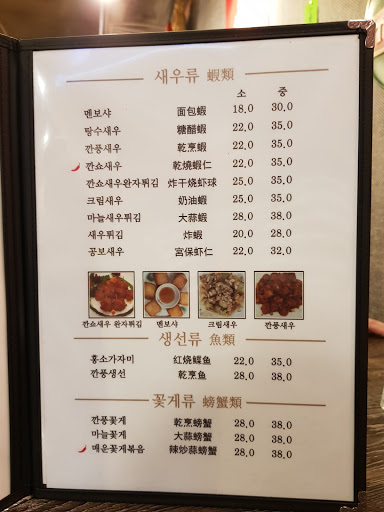 새우류 蝦類
소 중
멘보샤 面包蝦 18.0 30.0
탕수새우 糖醋蝦 22.0 35.0
깐풍새우 乾烹蝦 22.0 35.0
깐쇼새우 乾燒蝦仁 22.0 35.0
깐쇼새우완자튀김 炸干烧虾球 25.0 35.0
크림새우 奶油蝦 25.0 35.0
마늘새우튀김 大蒜蝦 28.0 38.0
새우튀김 炸蝦 20.0 28.0
공보새우 宮保虾仁 22.0 32.0
깐쇼새우 완자튀김 멘보샤 크림새우 깐풍새우
생선류 魚類
홍소가자미 红烧鲽鱼 22.0 35.0
깐풍생선 乾烹鱼 28.0 38.0
꽃게류 螃蟹類
깐풍꽃게 乾烹螃蟹 28.0 38.0
마늘꽃게 大蒜螃蟹 28.0 38.0
매운꽃게볶음 辣炒蒜螃蟹 28.0 38.0